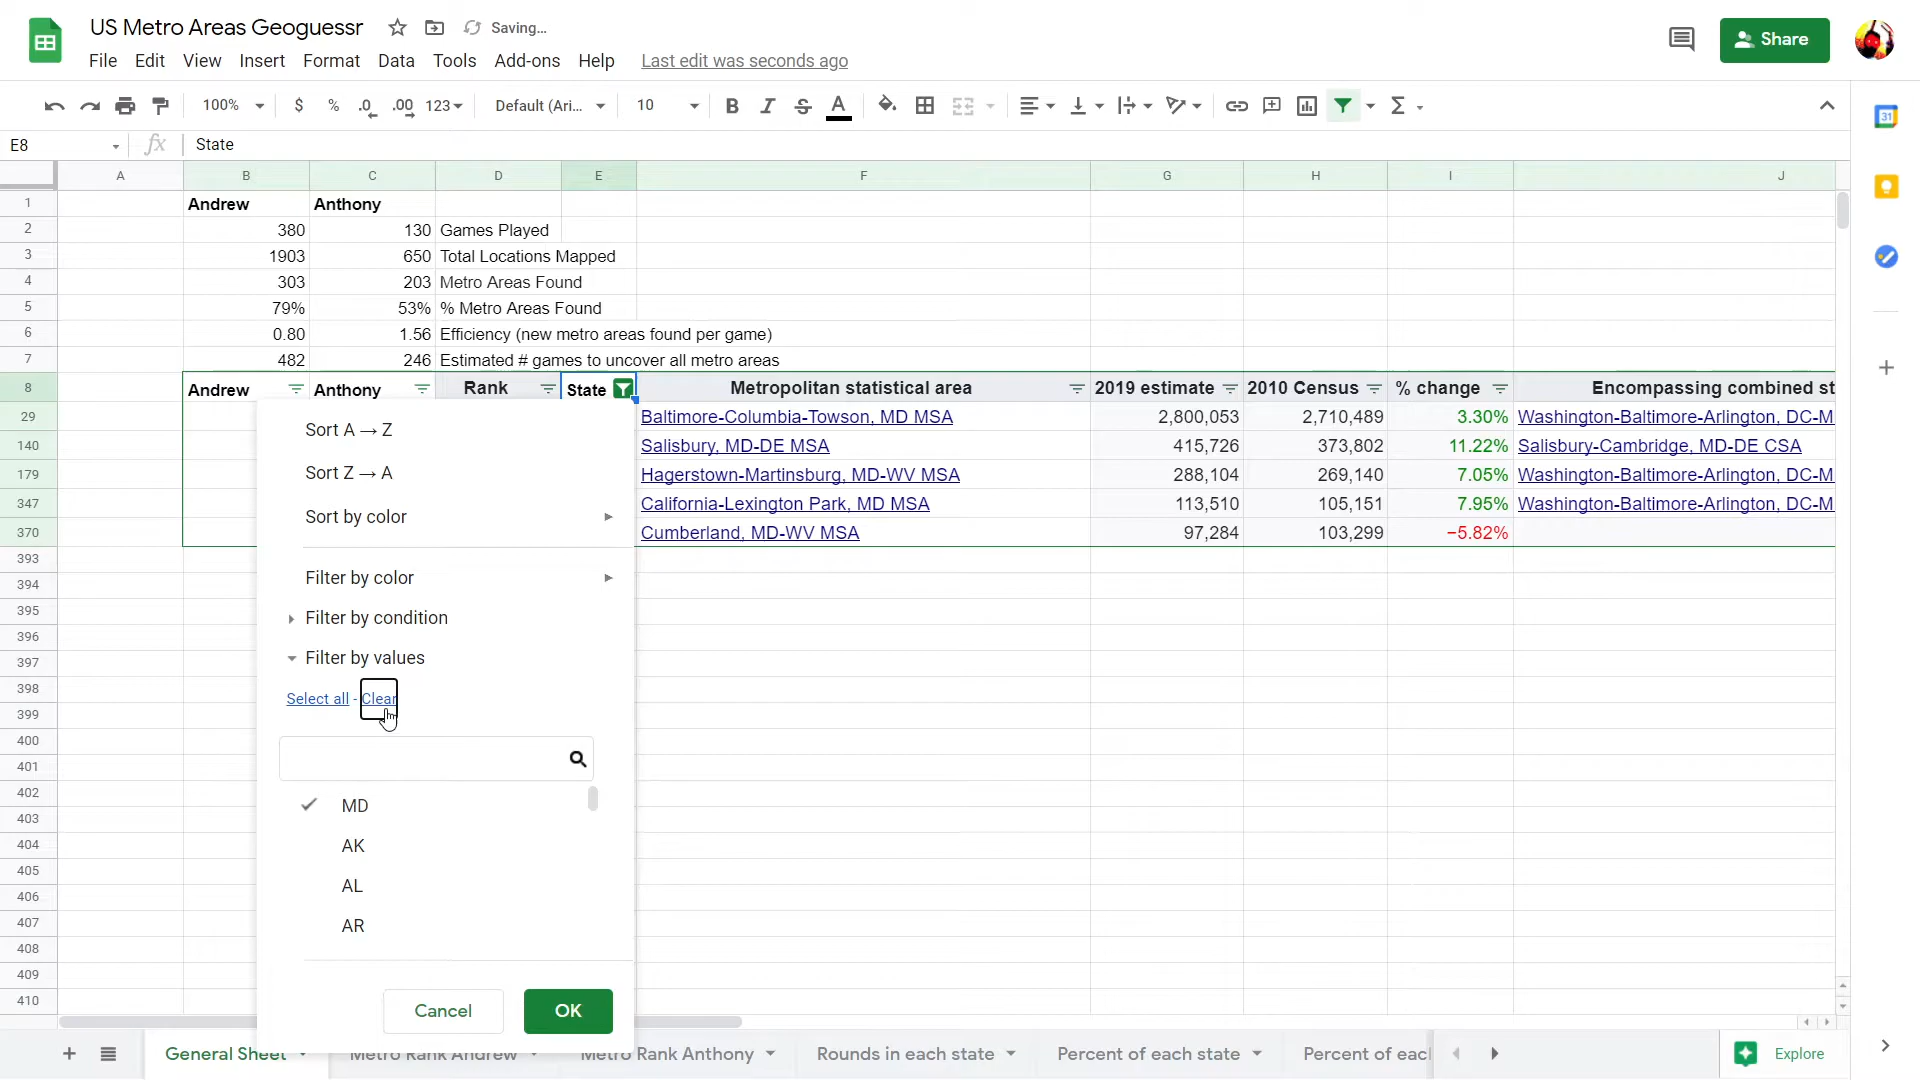 US Metro Areas Geoguessr Saving...
File Edit View Insert Format Data Tools Add-ons Help Last edit was seconds ago
Share
100% $ % .0 .00 123 Default (Ari... 10 B I S A Σ
31
E8 fx State
A B C D E F G H I J
1 Andrew Anthony
2 380 130 Games Played
3 1903 650 Total Locations Mapped
4 303 203 Metro Areas Found
5 79% 53% % Metro Areas Found
6 0.80 1.56 Efficiency (new metro areas found per game)
7 482 246 Estimated # games to uncover all metro areas
8 Andrew Anthony Rank State Metropolitan statistical area 2019 estimate 2010 Census % change Encompassing combined st
29 Baltimore-Columbia-Towson, MD MSA 2,800,053 2,710,489 3.30% Washington-Baltimore-Arlington, DC-M
140 Salisbury, MD-DE MSA 415,726 373,802 11.22% Salisbury-Cambridge, MD-DE CSA
179 Hagerstown-Martinsburg, MD-WV MSA 288,104 269,140 7.05% Washington-Baltimore-Arlington, DC-M
347 California-Lexington Park, MD MSA 113,510 105,151 7.95% Washington-Baltimore-Arlington, DC-M
370 Cumberland, MD-WV MSA 97,284 103,299 −5.82%
393
394
395
396
397
398
399
400
401
402
403
404
405
406
407
408
409
410
Sort A → Z
Sort Z → A
Sort by color
Filter by color
Filter by condition
Filter by values
Select all - Clear
MD
AK
AL
AR
Cancel OK
General Sheet Metro Rank Andrew Metro Rank Anthony Rounds in each state Percent of each state Percent of eacl Explore